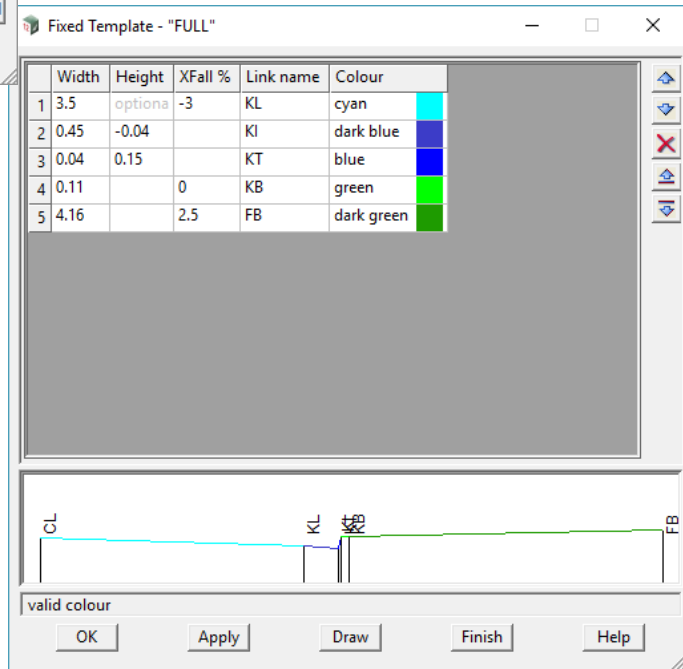 Fixed Template - "FULL"
Width Height XFall % Link name Colour
1 3.5 optiona -3 KL cyan
2 0.45 -0.04 KI dark blue
3 0.04 0.15 KT blue
4 0.11 0 KB green
5 4.16 2.5 FB dark green
CL KL KB FB
valid colour
OK Apply Draw Finish Help